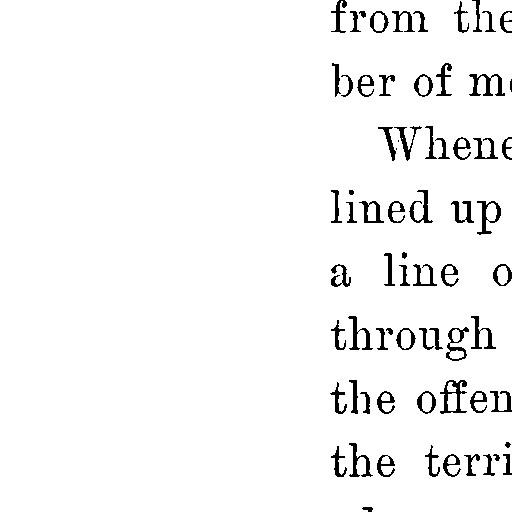 from the
ber of m
Whene
lined up
a line o
through
the offen
the terri